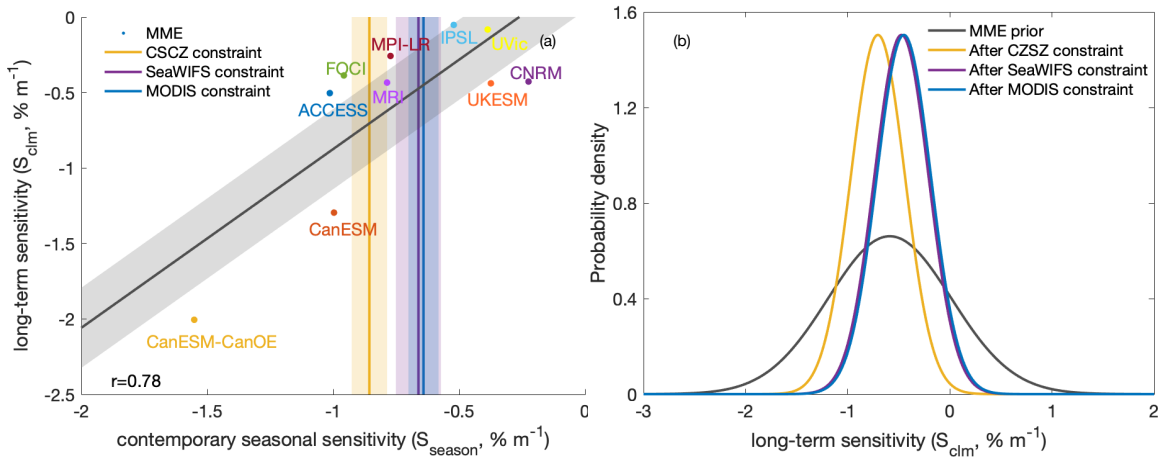 0
-0.5
-1
-1.5
-2
-2.5
long-term sensitivity (S_clm, % m^-1)
MME
CSCZ constraint
SeaWIFS constraint
MODIS constraint
IPSL
(a)
MPI-LR
UVic
FOCI
MRI
CNRM
ACCESS
UKESM
CanESM
CanESM-CanOE
r=0.78
-2
-1.5
-1
-0.5
0
contemporary seasonal sensitivity (S_season, % m^-1)
1.6
1.2
0.8
0.4
0
Probability density
(b)
MME prior
After CZSZ constraint
After SeaWIFS constraint
After MODIS constraint
-3
-2
-1
0
1
2
long-term sensitivity (S_clm, % m^-1)